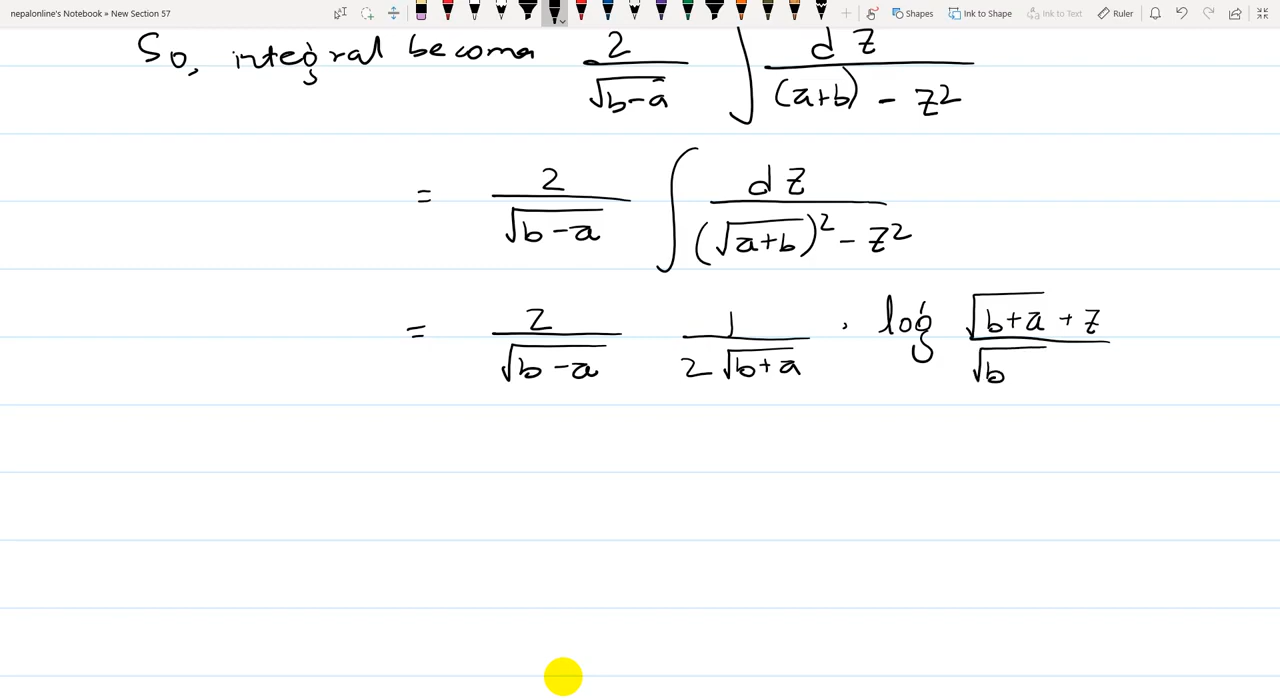 nepalonline's Notebook » New Section 57
Shapes Ink to Shape Ink to Text Ruler
So, integral become 2/√(b-a) ∫ dz/((a+b) - z²)
= 2/√(b-a) ∫ dz/((√(a+b))² - z²)
= 2/√(b-a) 1/(2√(b+a)) · log (√(b+a) + z)/√b